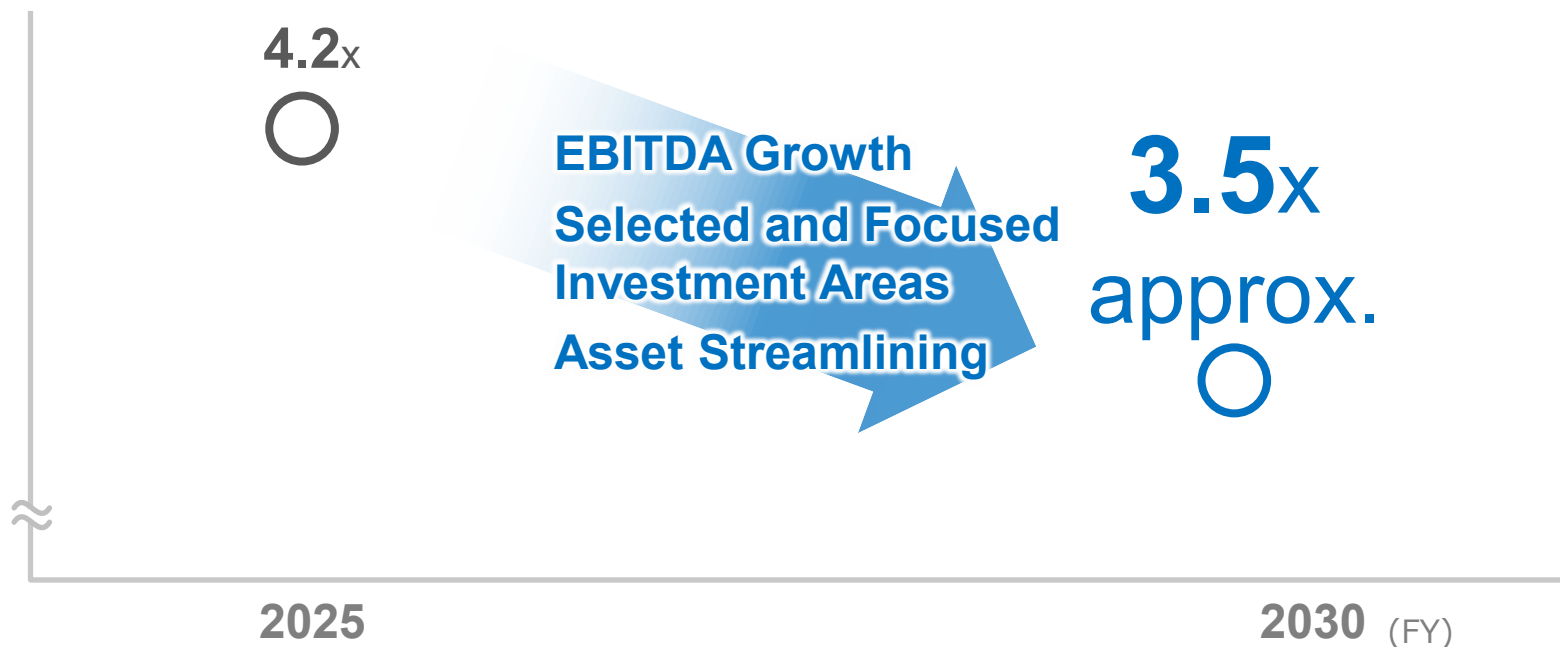 4.2x
EBITDA Growth
Selected and Focused
Investment Areas
Asset Streamlining
3.5x
approx.
2025
2030 (FY)